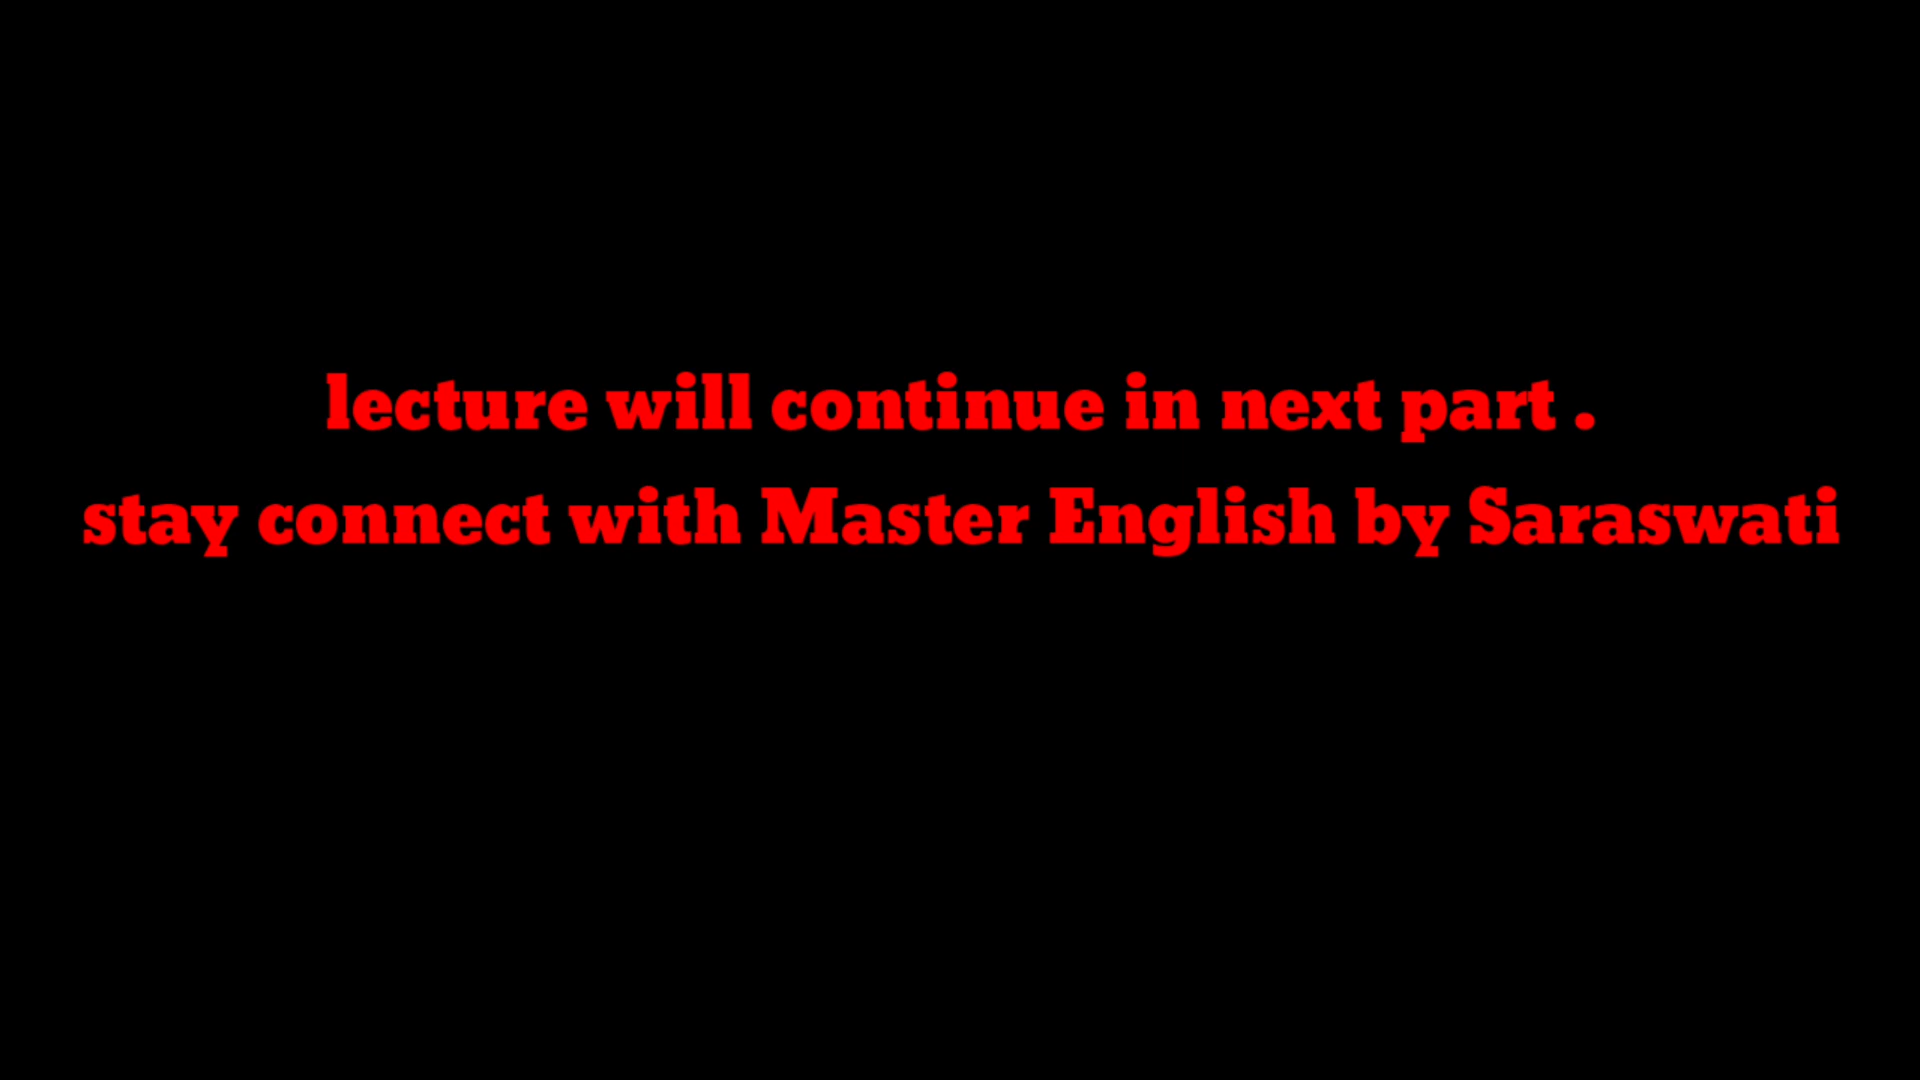 lecture will continue in next part .
stay connect with Master English by Saraswati